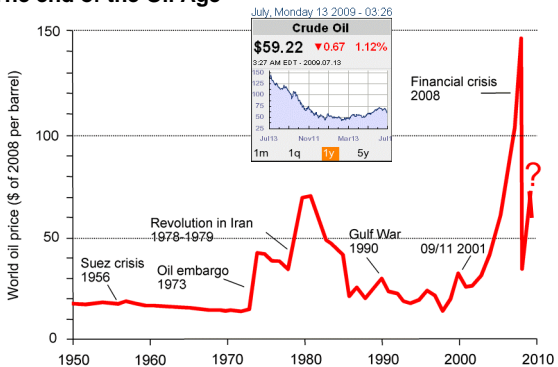 The end of the Oil Age
July, Monday 13 2009 - 03:26
Crude Oil
$59.22 ▼0.67 1.12%
3:27 AM EDT - 2009.07.13
150
125
100
75
50
25
Jul13 Nov11 Mar13 Jul1
1m 1q 1y 5y
World oil price ($ of 2008 per barrel)
150
100
50
0
Financial crisis
2008
?
Revolution in Iran
1978-1979
Gulf War
1990
09/11 2001
Suez crisis
1956
Oil embargo
1973
1950 1960 1970 1980 1990 2000 2010